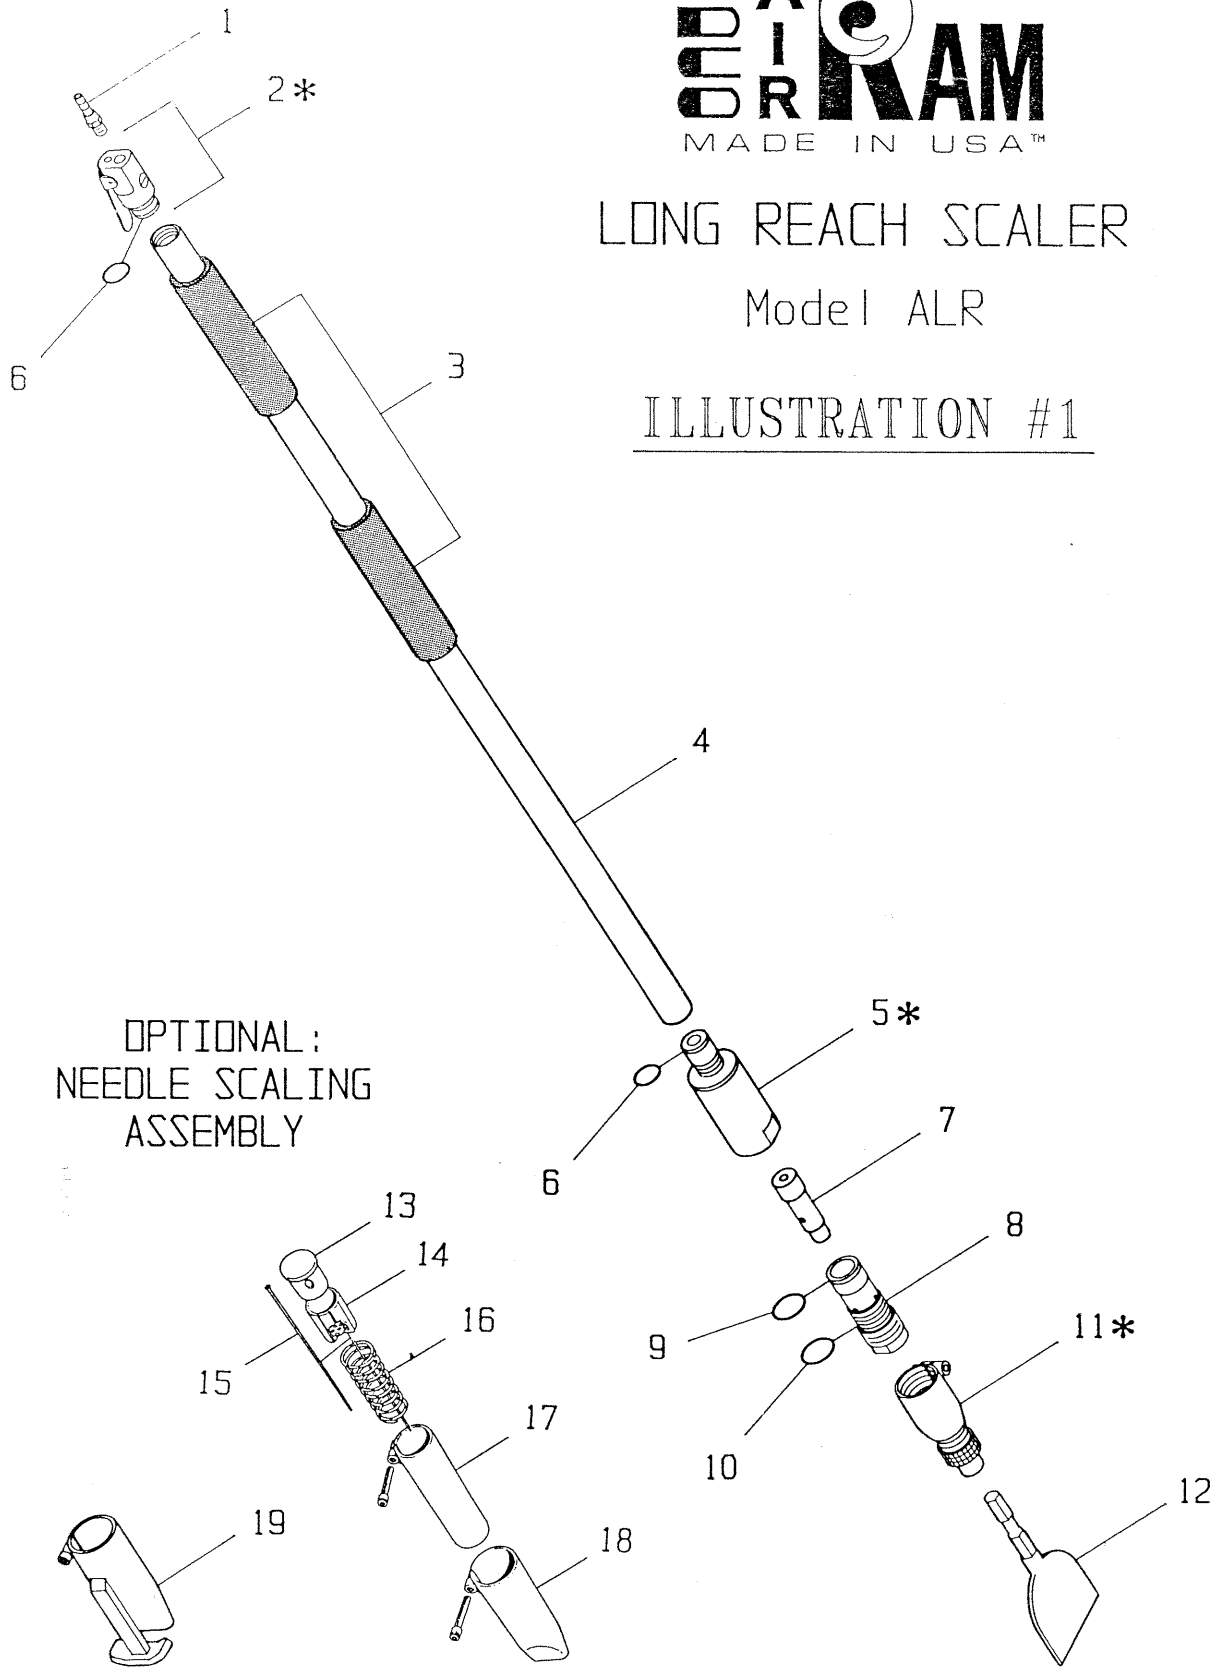 1
2*
AIR RAM
MADE IN USA™
LONG REACH SCALER
Model ALR
ILLUSTRATION #1
6
3
4
5*
OPTIONAL:
NEEDLE SCALING
ASSEMBLY
6
7
8
13
14
9
16
11*
15
17
10
12
19
18